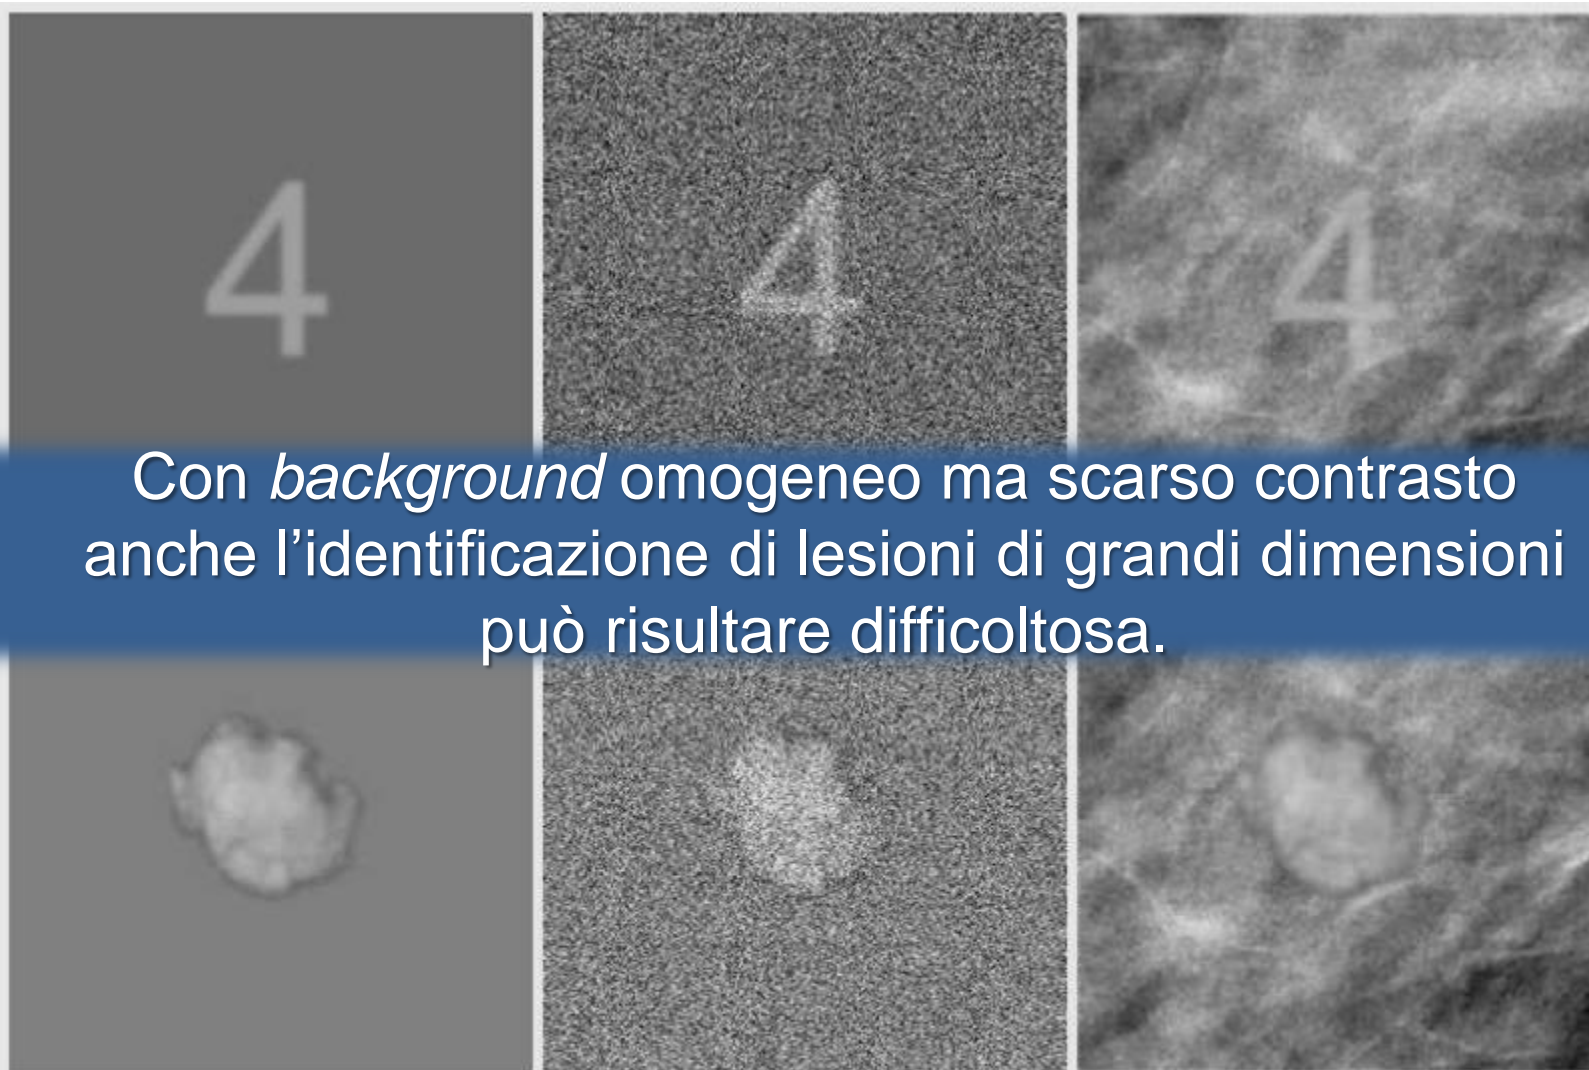 4 4 4
Con background omogeneo ma scarso contrasto
anche l’identificazione di lesioni di grandi dimensioni
può risultare difficoltosa.